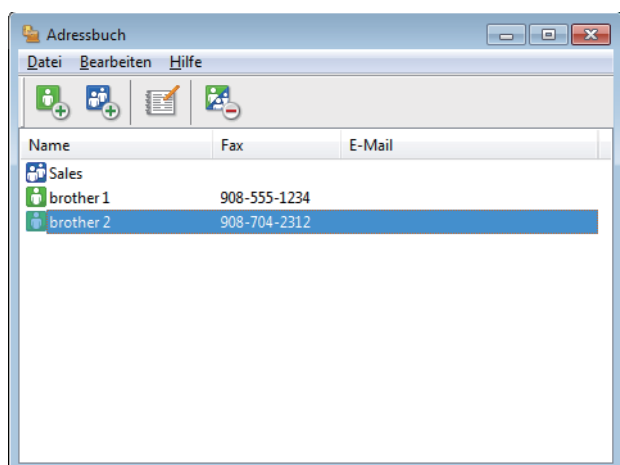 Adressbuch
Datei Bearbeiten Hilfe
Name Fax E-Mail
Sales
brother 1 908-555-1234
brother 2 908-704-2312